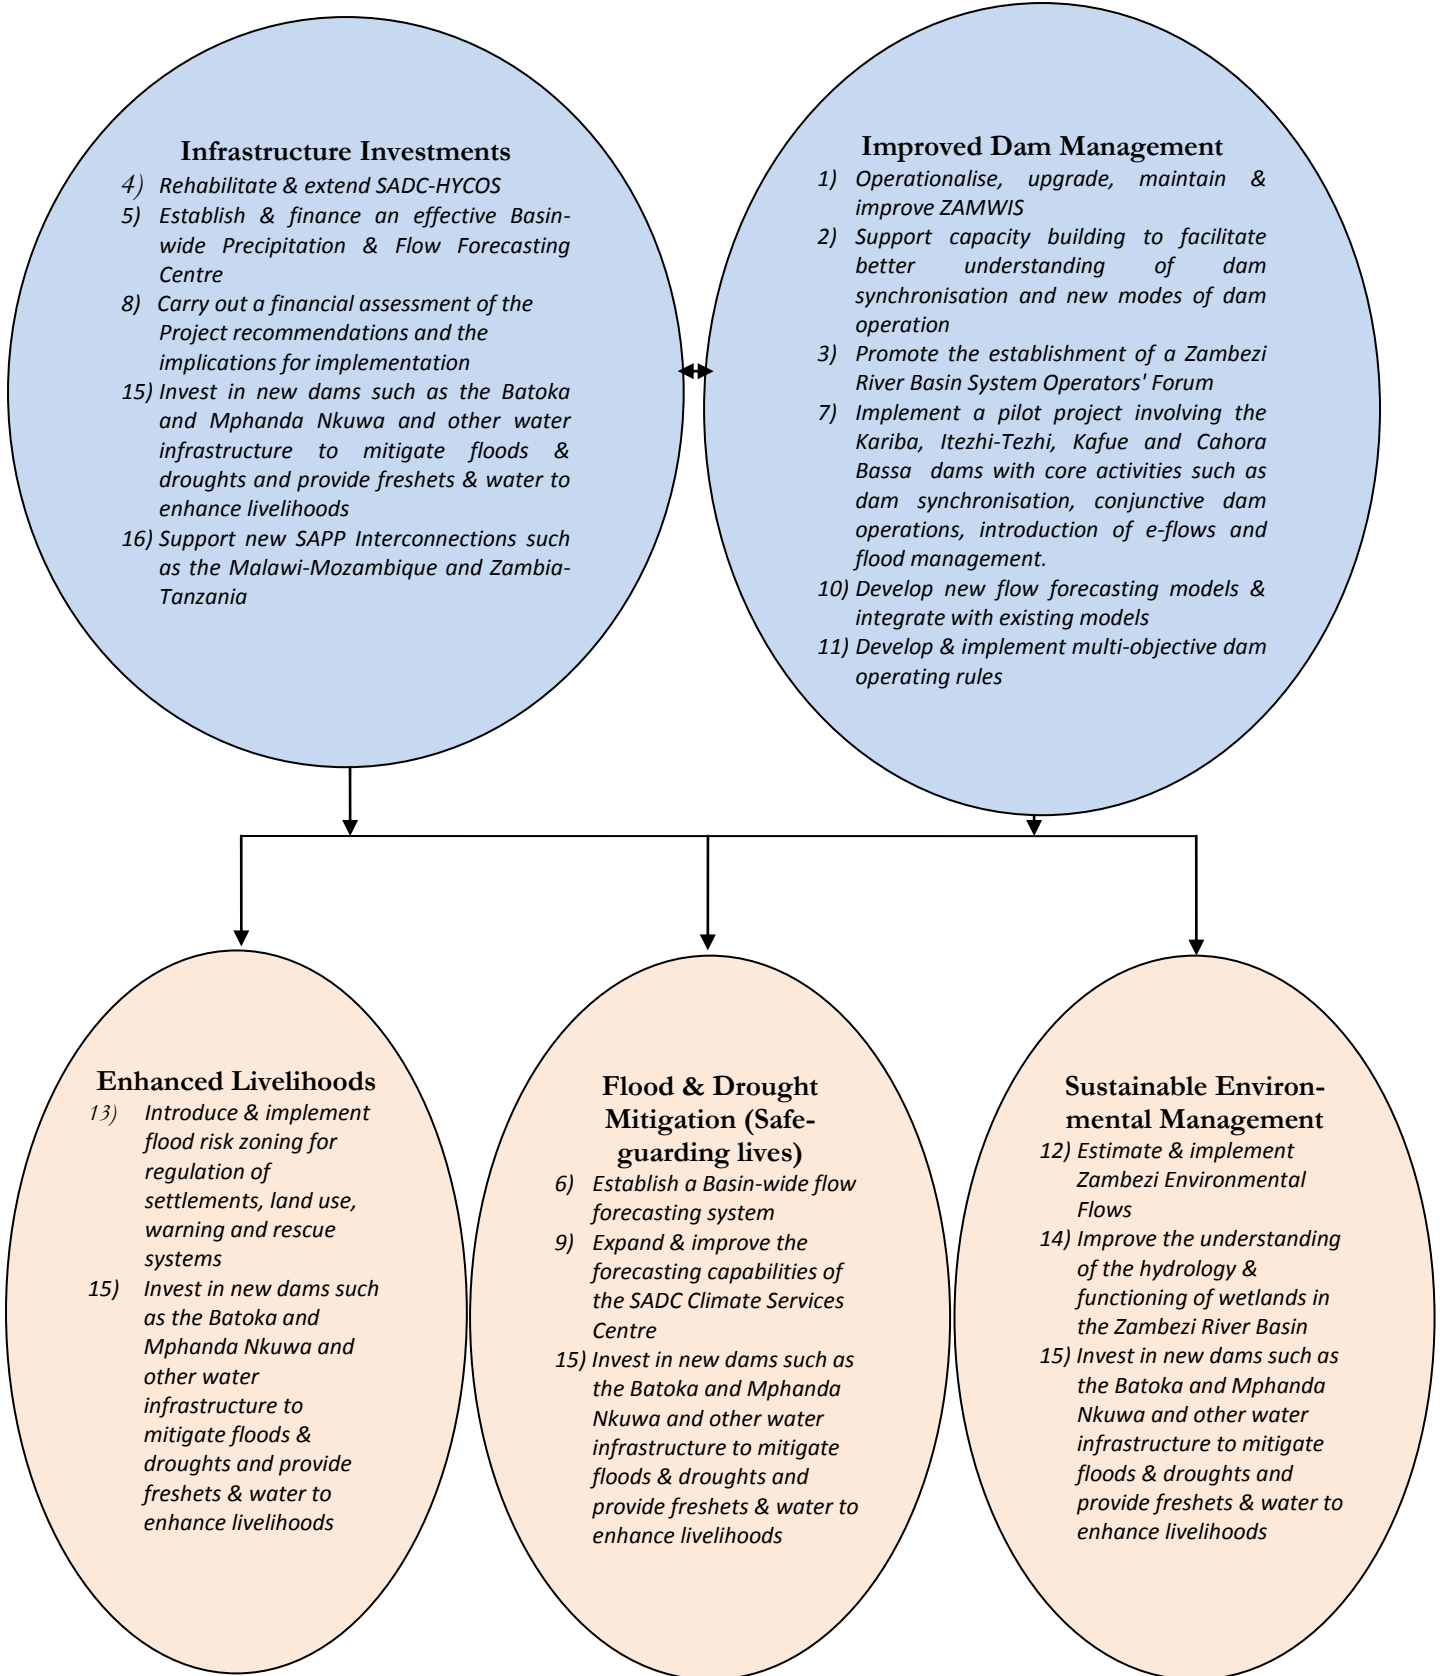 Infrastructure Investments
4) Rehabilitate & extend SADC-HYCOS
5) Establish & finance an effective Basin-
wide Precipitation & Flow Forecasting
Centre
8) Carry out a financial assessment of the
Project recommendations and the
implications for implementation
15) Invest in new dams such as the Batoka
and Mphanda Nkuwa and other water
infrastructure to mitigate floods &
droughts and provide freshets & water to
enhance livelihoods
16) Support new SAPP Interconnections such
as the Malawi-Mozambique and Zambia-
Tanzania
Improved Dam Management
1) Operationalise, upgrade, maintain &
improve ZAMWIS
2) Support capacity building to facilitate
better understanding of dam
synchronisation and new modes of dam
operation
3) Promote the establishment of a Zambezi
River Basin System Operators' Forum
7) Implement a pilot project involving the
Kariba, Itezhi-Tezhi, Kafue and Cahora
Bassa dams with core activities such as
dam synchronisation, conjunctive dam
operations, introduction of e-flows and
flood management.
10) Develop new flow forecasting models &
integrate with existing models
11) Develop & implement multi-objective dam
operating rules
Enhanced Livelihoods
13) Introduce & implement
flood risk zoning for
regulation of
settlements, land use,
warning and rescue
systems
15) Invest in new dams such
as the Batoka and
Mphanda Nkuwa and
other water
infrastructure to
mitigate floods &
droughts and provide
freshets & water to
enhance livelihoods
Flood & Drought
Mitigation (Safe-
guarding lives)
6) Establish a Basin-wide flow
forecasting system
9) Expand & improve the
forecasting capabilities of
the SADC Climate Services
Centre
15) Invest in new dams such as
the Batoka and Mphanda
Nkuwa and other water
infrastructure to mitigate
floods & droughts and
provide freshets & water to
enhance livelihoods
Sustainable Environ-
mental Management
12) Estimate & implement
Zambezi Environmental
Flows
14) Improve the understanding
of the hydrology &
functioning of wetlands in
the Zambezi River Basin
15) Invest in new dams such as
the Batoka and Mphanda
Nkuwa and other water
infrastructure to mitigate
floods & droughts and
provide freshets & water to
enhance livelihoods